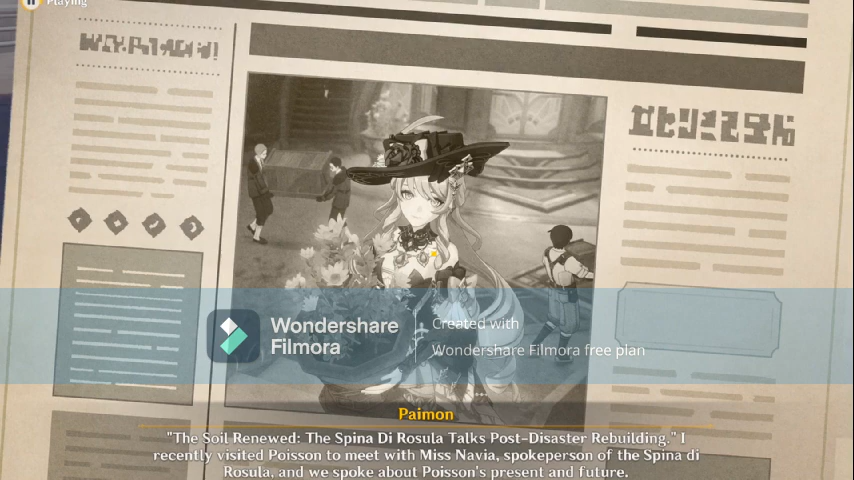 Playing
Wondershare
Filmora
Created with
Wondershare Filmora free plan
Paimon
"The Soil Renewed: The Spina Di Rosula Talks Post-Disaster Rebuilding." I
recently visited Poisson to meet with Miss Navia, spokeperson of the Spina di
Rosula, and we spoke about Poisson's present and future.